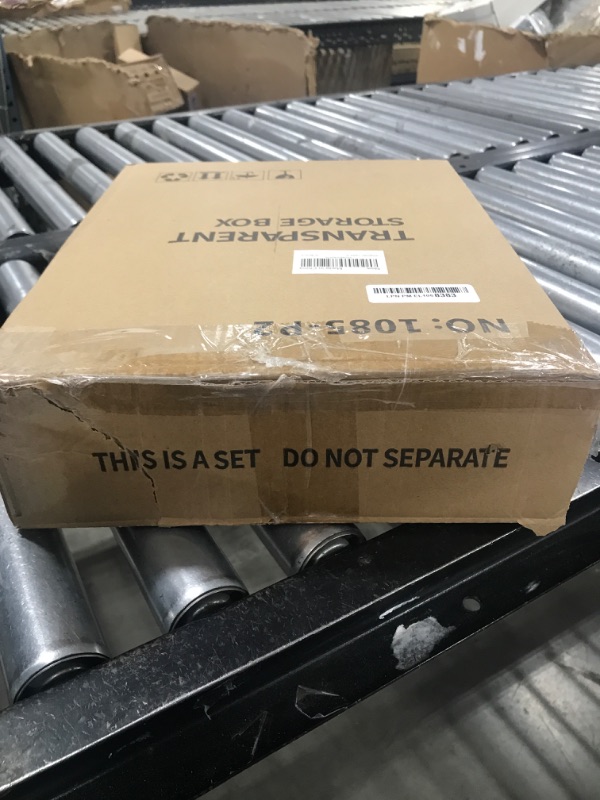 TRANSPARENT
STORAGE BOX
NO: 1085-P2
THIS IS A SET DO NOT SEPARATE